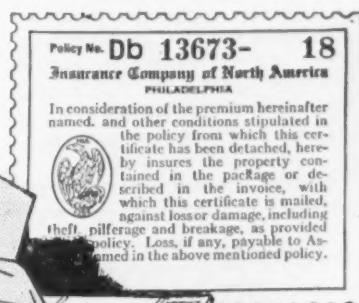 Policy No. Db 13673- 18
Insurance Company of North America
PHILADELPHIA
In consideration of the premium hereinafter
named, and other conditions stipulated in
the policy from which this cer-
tificate has been detached, here-
by insures the property con-
tained in the package or de-
scribed in the invoice, with
which this certificate is mailed,
against loss or damage, including
theft, pilferage and breakage, as provided
policy. Loss, if any, payable to As-
named in the above mentioned policy.